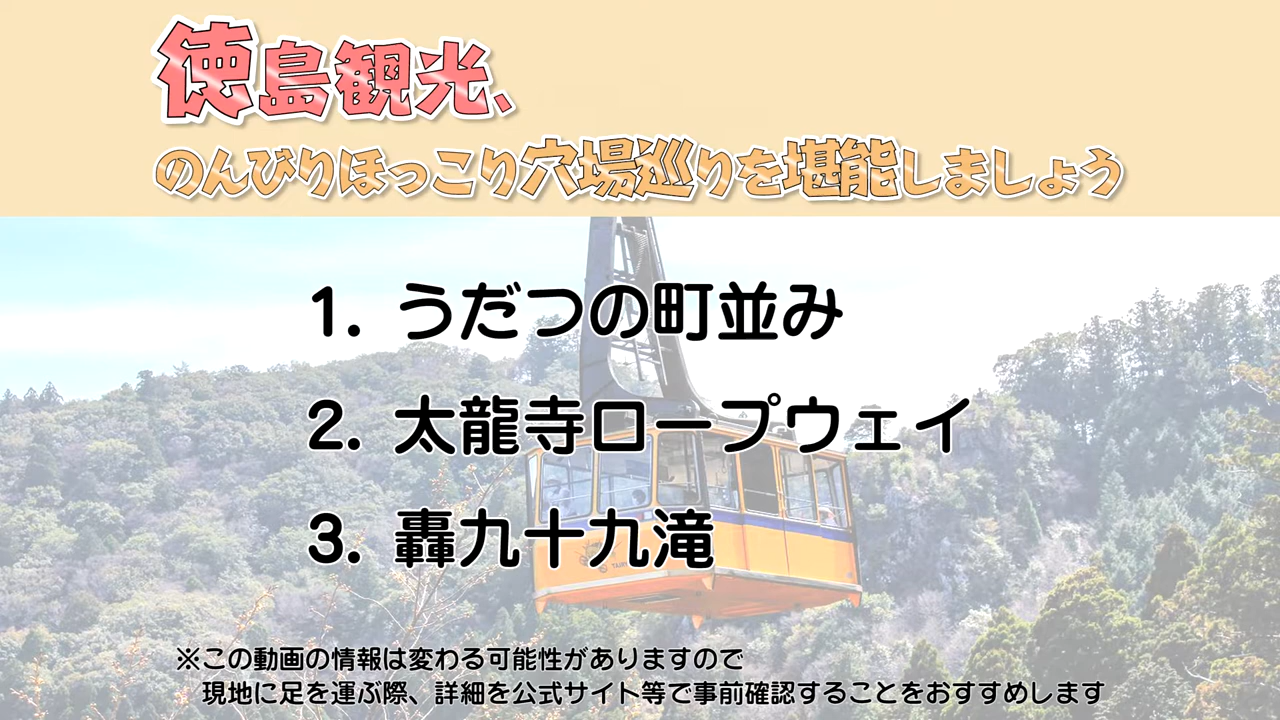 徳島観光、
のんびりほっこり穴場巡りを堪能しましょう
1. うだつの町並み
2. 太龍寺ロープウェイ
3. 轟九十九滝
※この動画の情報は変わる可能性がありますので
現地に足を運ぶ際、詳細を公式サイト等で事前確認することをおすすめします